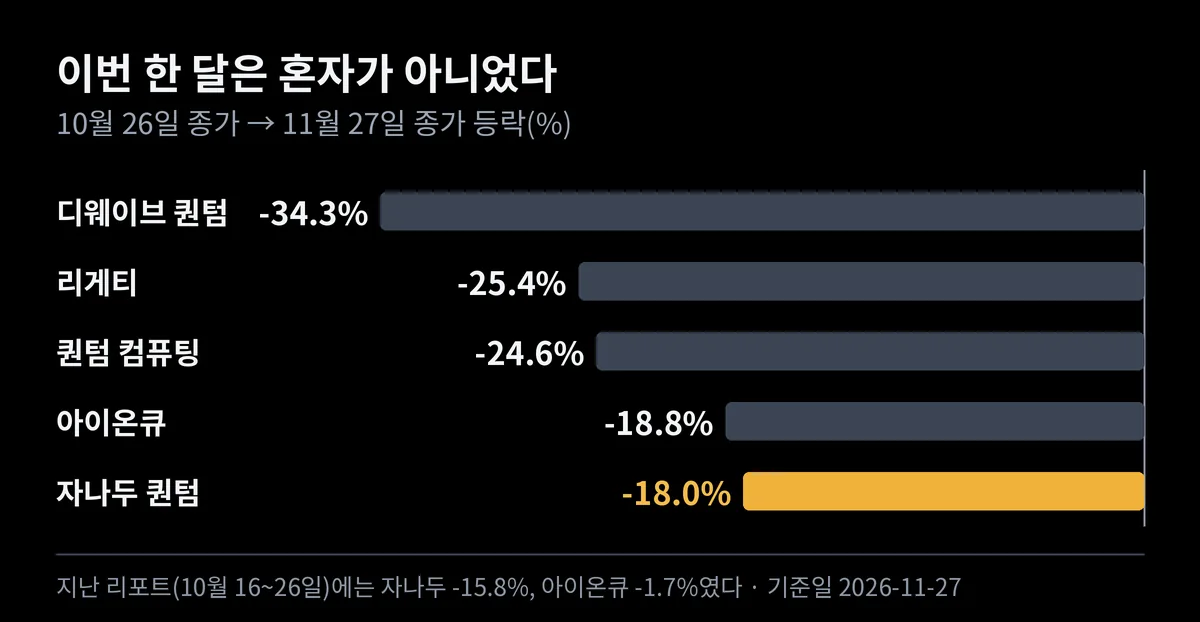 이번 한 달은 혼자가 아니었다
10월 26일 종가 → 11월 27일 종가 등락(%)
디웨이브 퀀텀 -34.3%
리게티 -25.4%
퀀텀 컴퓨팅 -24.6%
아이온큐 -18.8%
자나두 퀀텀 -18.0%
지난 리포트(10월 16~26일)에는 자나두 -15.8%, 아이온큐 -1.7%였다 · 기준일 2026-11-27